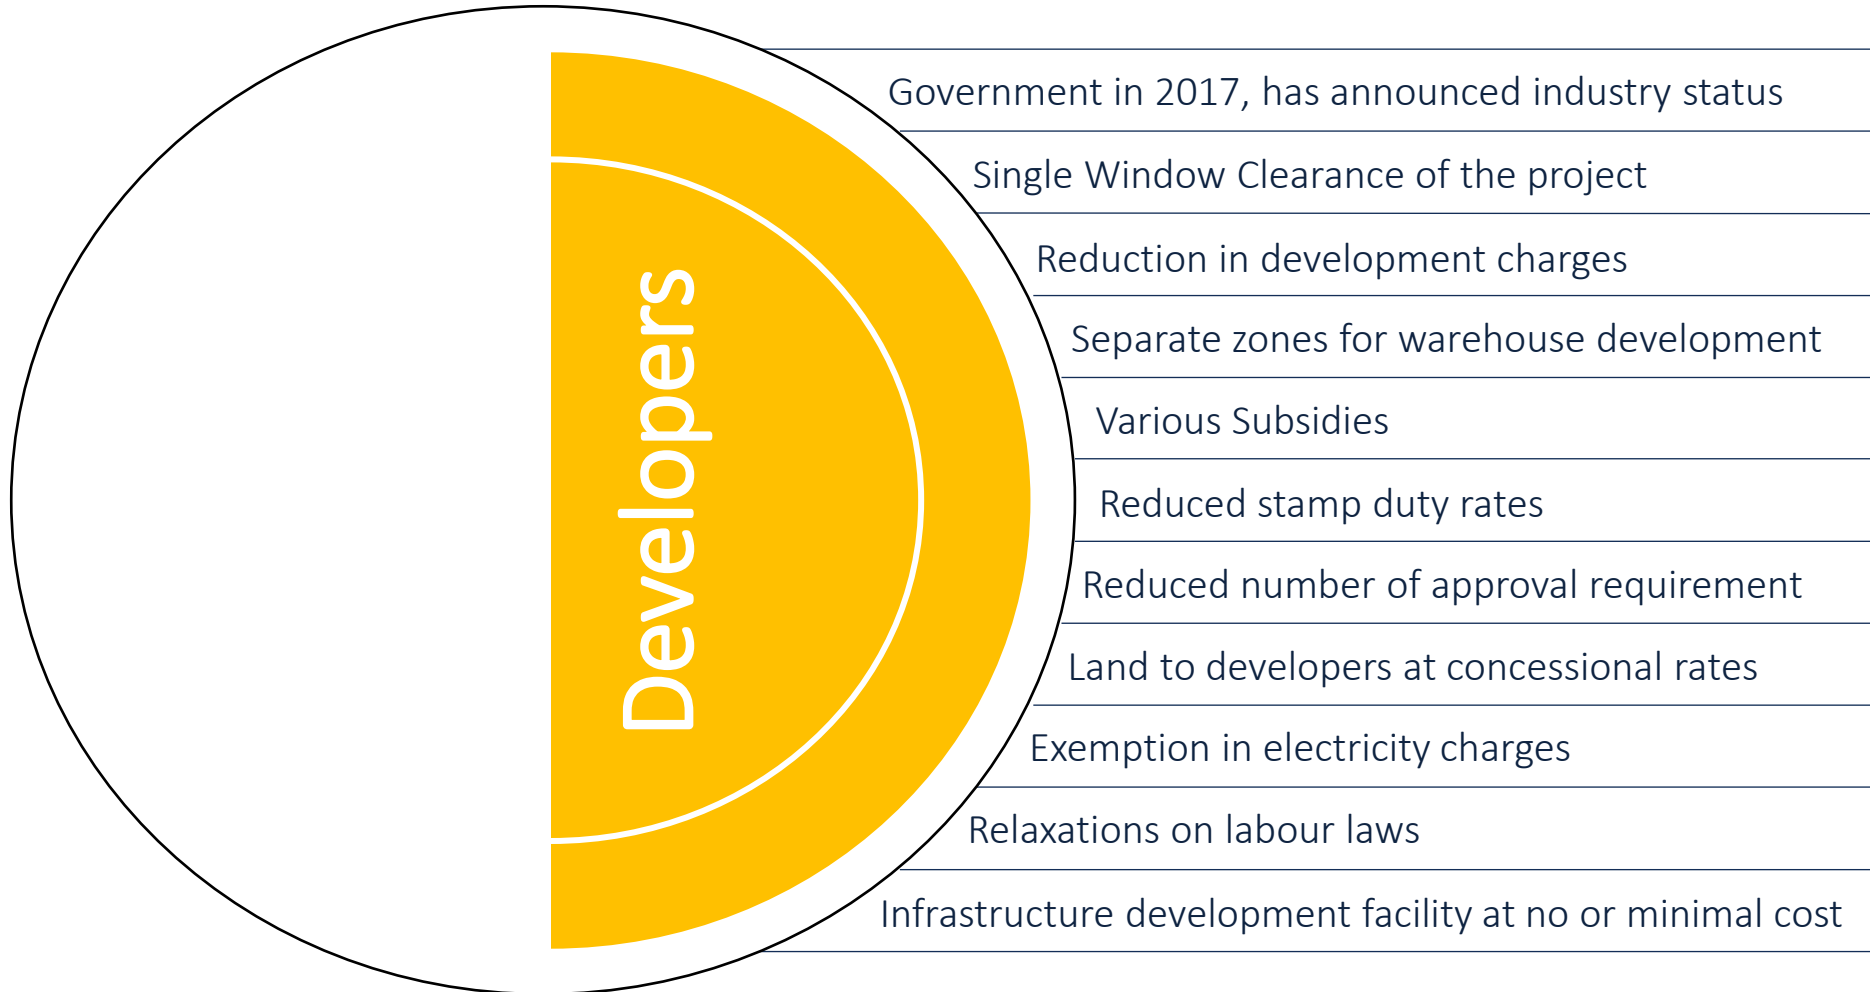 Developers
Government in 2017, has announced industry status
Single Window Clearance of the project
Reduction in development charges
Separate zones for warehouse development
Various Subsidies
Reduced stamp duty rates
Reduced number of approval requirement
Land to developers at concessional rates
Exemption in electricity charges
Relaxations on labour laws
Infrastructure development facility at no or minimal cost